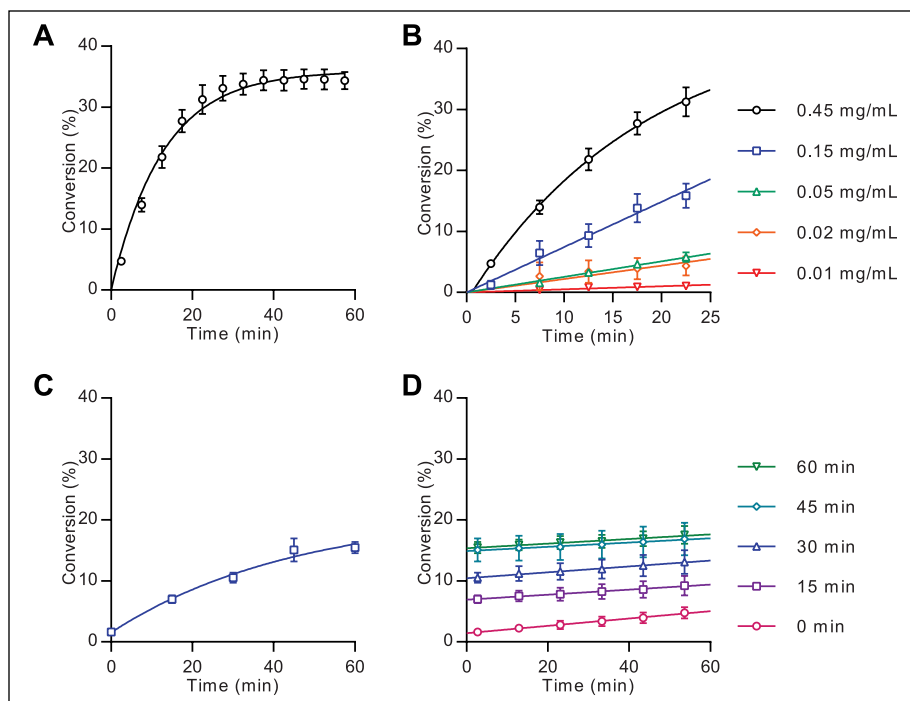 A
Conversion (%)
40
30
20
10
0
0
20
40
60
Time (min)
B
Conversion (%)
40
30
20
10
0
0
5
10
15
20
25
Time (min)
0.45 mg/mL
0.15 mg/mL
0.05 mg/mL
0.02 mg/mL
0.01 mg/mL
C
Conversion (%)
40
30
20
10
0
0
20
40
60
Time (min)
D
Conversion (%)
40
30
20
10
0
0
20
40
60
Time (min)
60 min
45 min
30 min
15 min
0 min